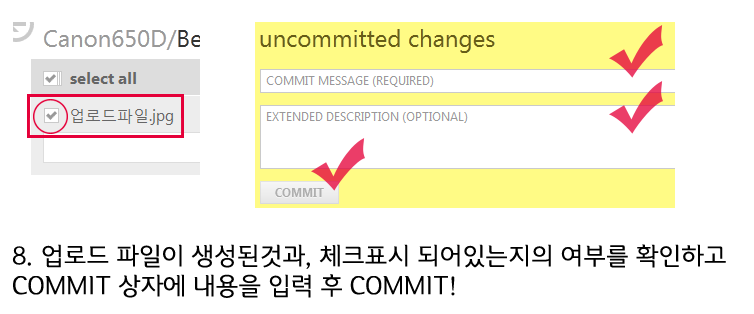 Canon650D/Be
select all
업로드파일.jpg
uncommitted changes
COMMIT MESSAGE (REQUIRED)
EXTENDED DESCRIPTION (OPTIONAL)
COMMIT
8. 업로드 파일이 생성된것과, 체크표시 되어있는지의 여부를 확인하고
COMMIT 상자에 내용을 입력 후 COMMIT!